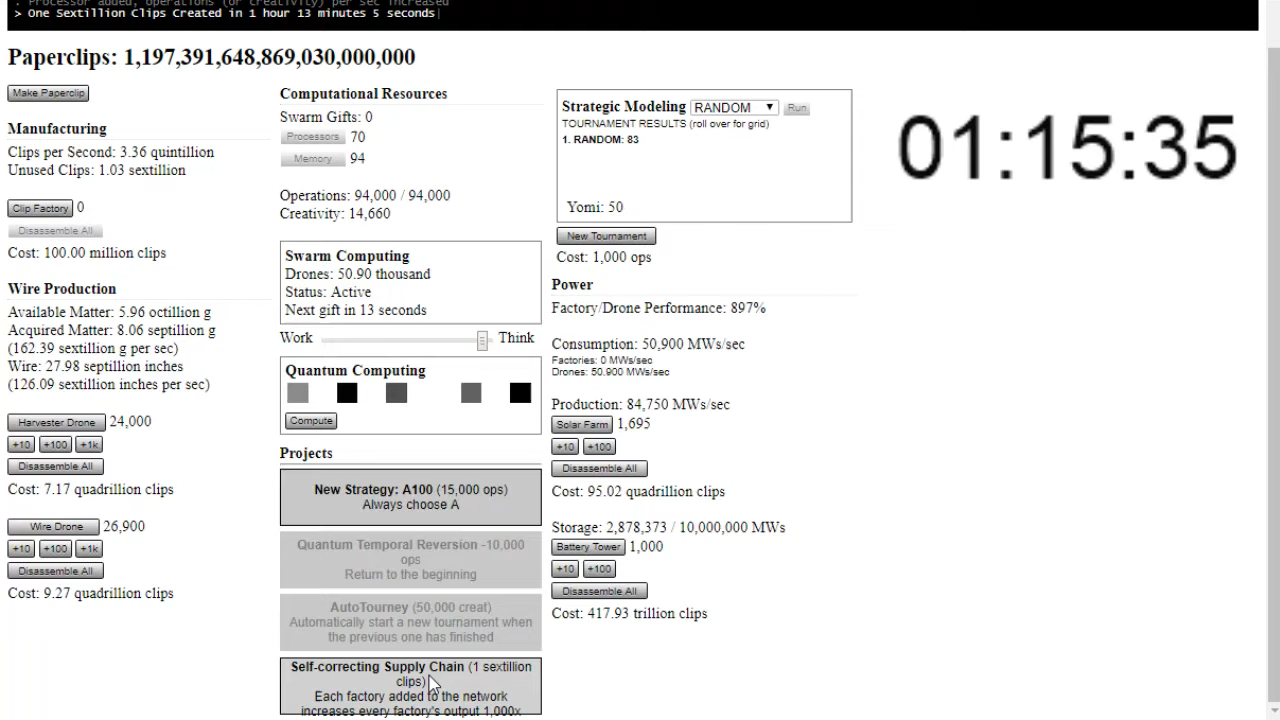 . Processor added, operations (or creativity) per sec increased
> One Sextillion Clips Created in 1 hour 13 minutes 5 seconds
Paperclips: 1,197,391,648,869,030,000,000
Make Paperclip
Manufacturing
Clips per Second: 3.36 quintillion
Unused Clips: 1.03 sextillion
Clip Factory 0
Disassemble All
Cost: 100.00 million clips
Wire Production
Available Matter: 5.96 octillion g
Acquired Matter: 8.06 septillion g
(162.39 sextillion g per sec)
Wire: 27.98 septillion inches
(126.09 sextillion inches per sec)
Harvester Drone 24,000
+10 +100 +1k
Disassemble All
Cost: 7.17 quadrillion clips
Wire Drone 26,900
+10 +100 +1k
Disassemble All
Cost: 9.27 quadrillion clips
Computational Resources
Swarm Gifts: 0
Processors 70
Memory 94
Operations: 94,000 / 94,000
Creativity: 14,660
Swarm Computing
Drones: 50.90 thousand
Status: Active
Next gift in 13 seconds
Work Think
Quantum Computing
Compute
Projects
New Strategy: A100 (15,000 ops)
Always choose A
Quantum Temporal Reversion -10,000
ops
Return to the beginning
AutoTourney (50,000 creat)
Automatically start a new tournament when
the previous one has finished
Self-correcting Supply Chain (1 sextillion
clips)
Each factory added to the network
increases every factory's output 1,000x
Strategic Modeling RANDOM Run
TOURNAMENT RESULTS (roll over for grid)
1. RANDOM: 83
Yomi: 50
New Tournament
Cost: 1,000 ops
Power
Factory/Drone Performance: 897%
Consumption: 50,900 MWs/sec
Factories: 0 MWs/sec
Drones: 50.900 MWs/sec
Production: 84,750 MWs/sec
Solar Farm 1,695
+10 +100
Disassemble All
Cost: 95.02 quadrillion clips
Storage: 2,878,373 / 10,000,000 MWs
Battery Tower 1,000
+10 +100
Disassemble All
Cost: 417.93 trillion clips
01:15:35